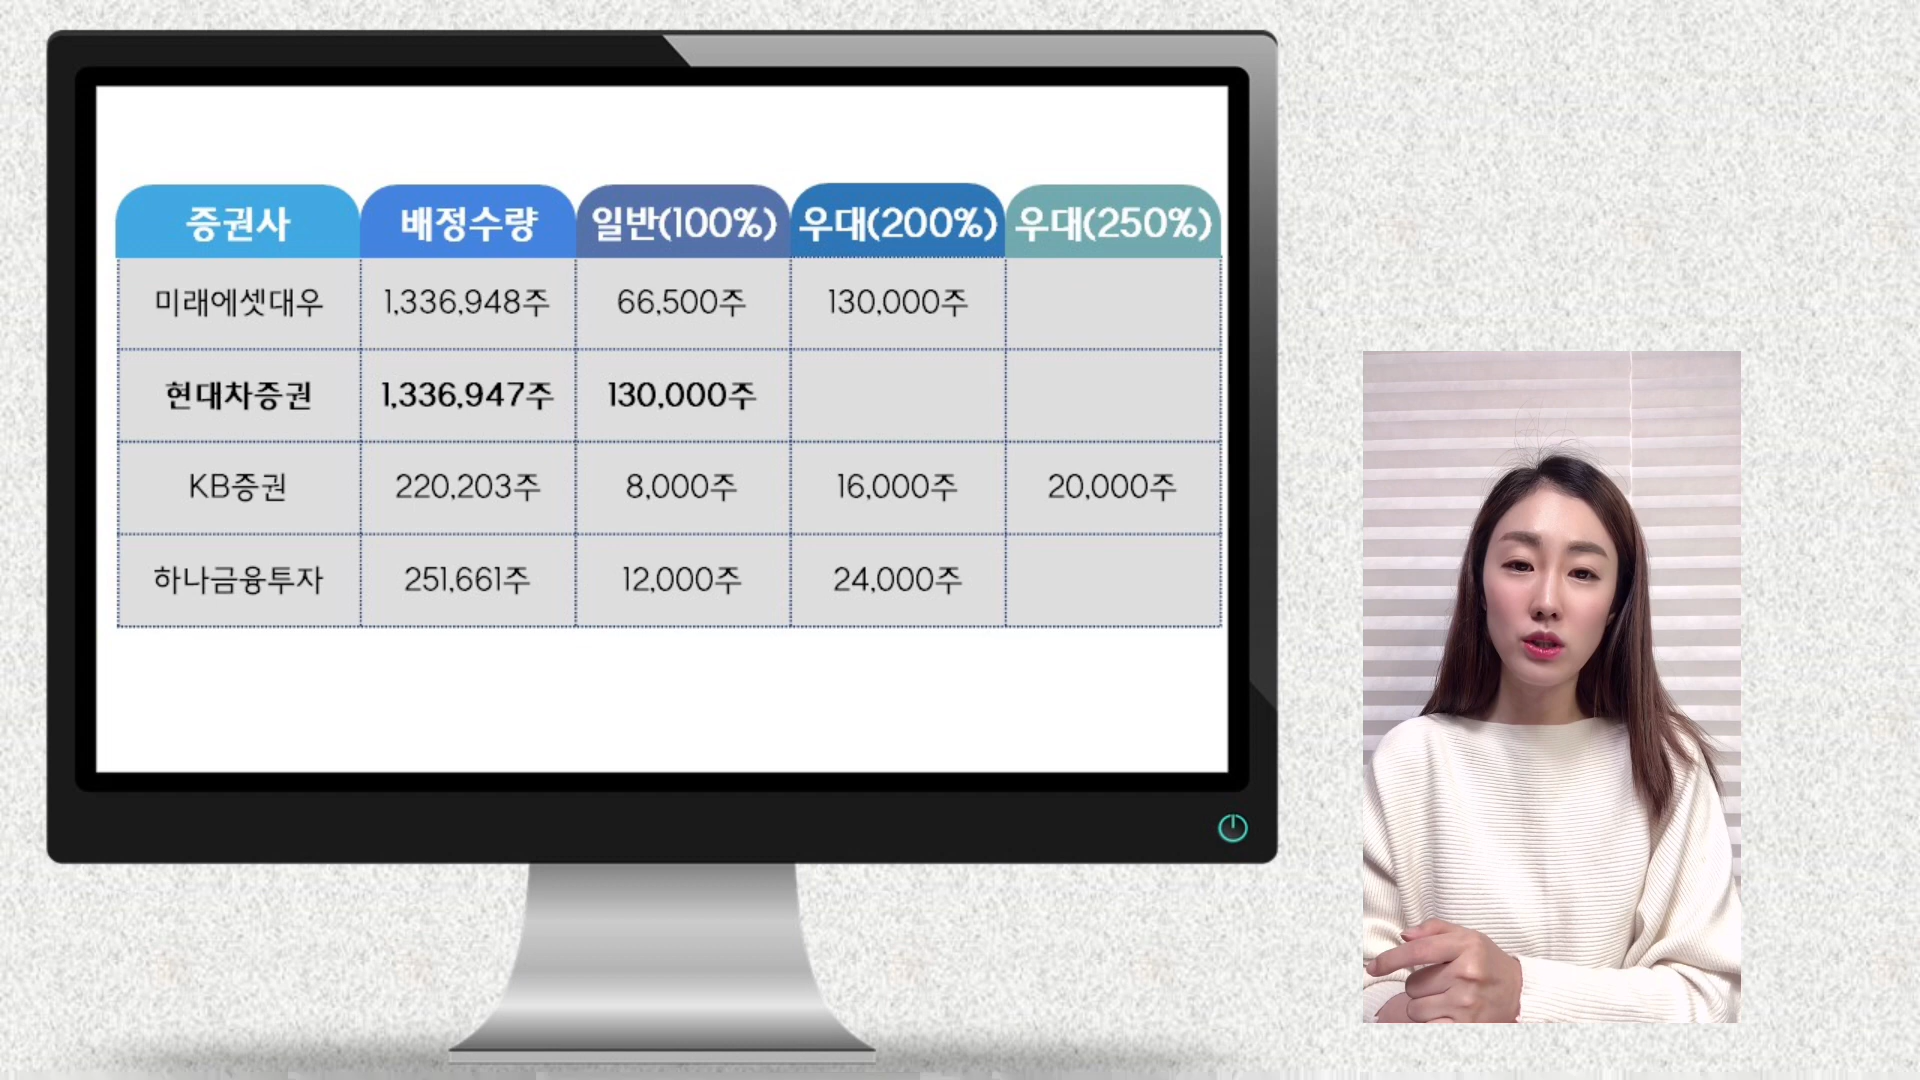 증권사 배정수량 일반(100%) 우대(200%) 우대(250%)
미래에셋대우 1,336,948주 66,500주 130,000주
현대차증권 1,336,947주 130,000주
KB증권 220,203주 8,000주 16,000주 20,000주
하나금융투자 251,661주 12,000주 24,000주